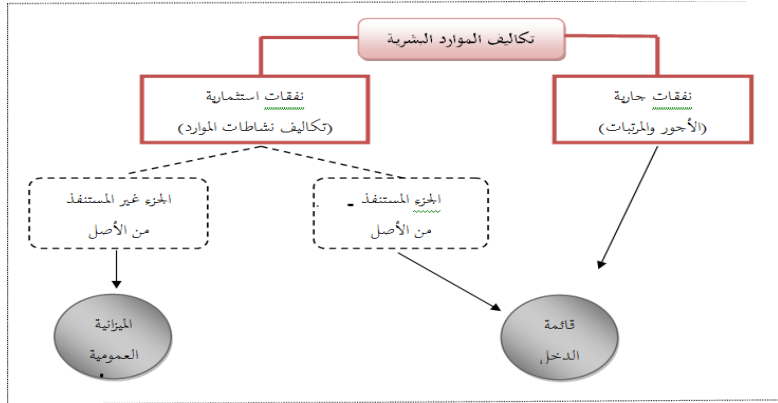 تكاليف الموارد البشرية
نفقات جارية
(الأجور والمرتبات)
نفقات استثمارية
(تكاليف نشاطات الموارد)
الجزء المستنفذ
من الأصل
الجزء غير المستنفذ
من الأصل
قائمة
الدخل
الميزانية
العمومية